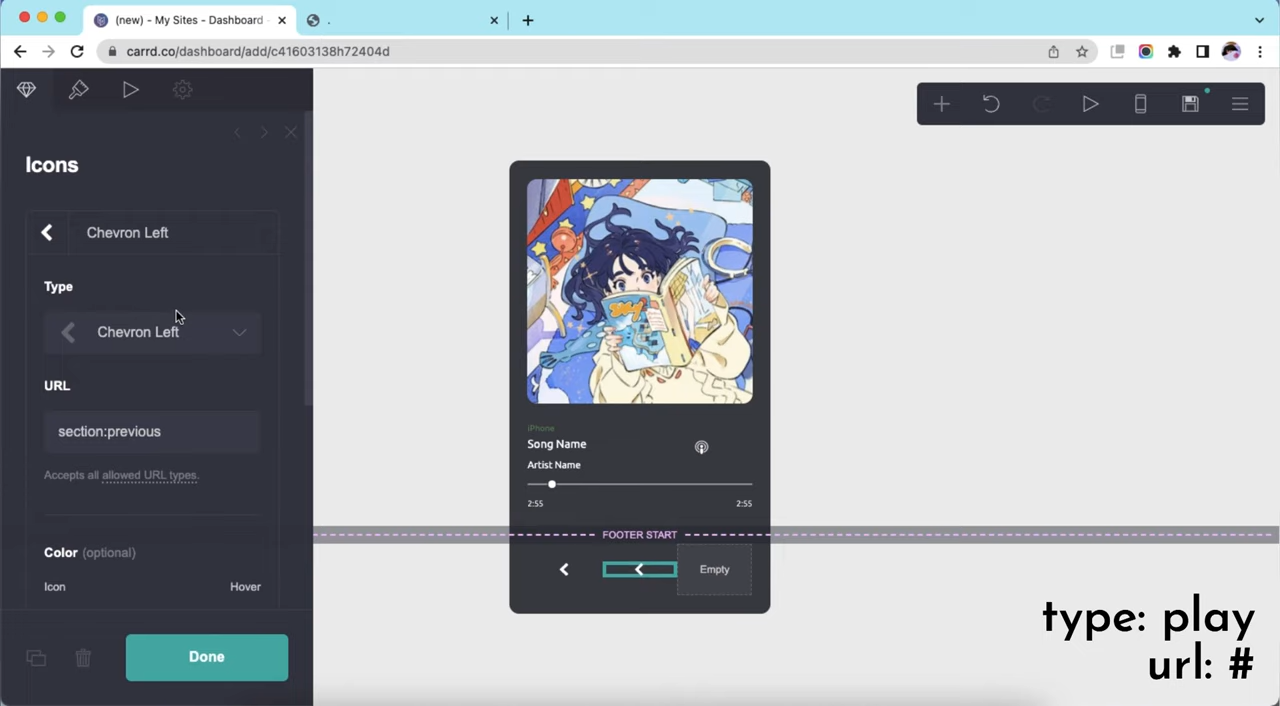 (new) - My Sites - Dashboard
.
carrd.co/dashboard/add/c41603138h72404d
Icons
Chevron Left
Type
Chevron Left
URL
section:previous
Accepts all allowed URL types.
Color (optional)
Icon
Hover
Done
iPhone
Song Name
Artist Name
2:55
2:55
FOOTER START
Empty
type: play
url: #